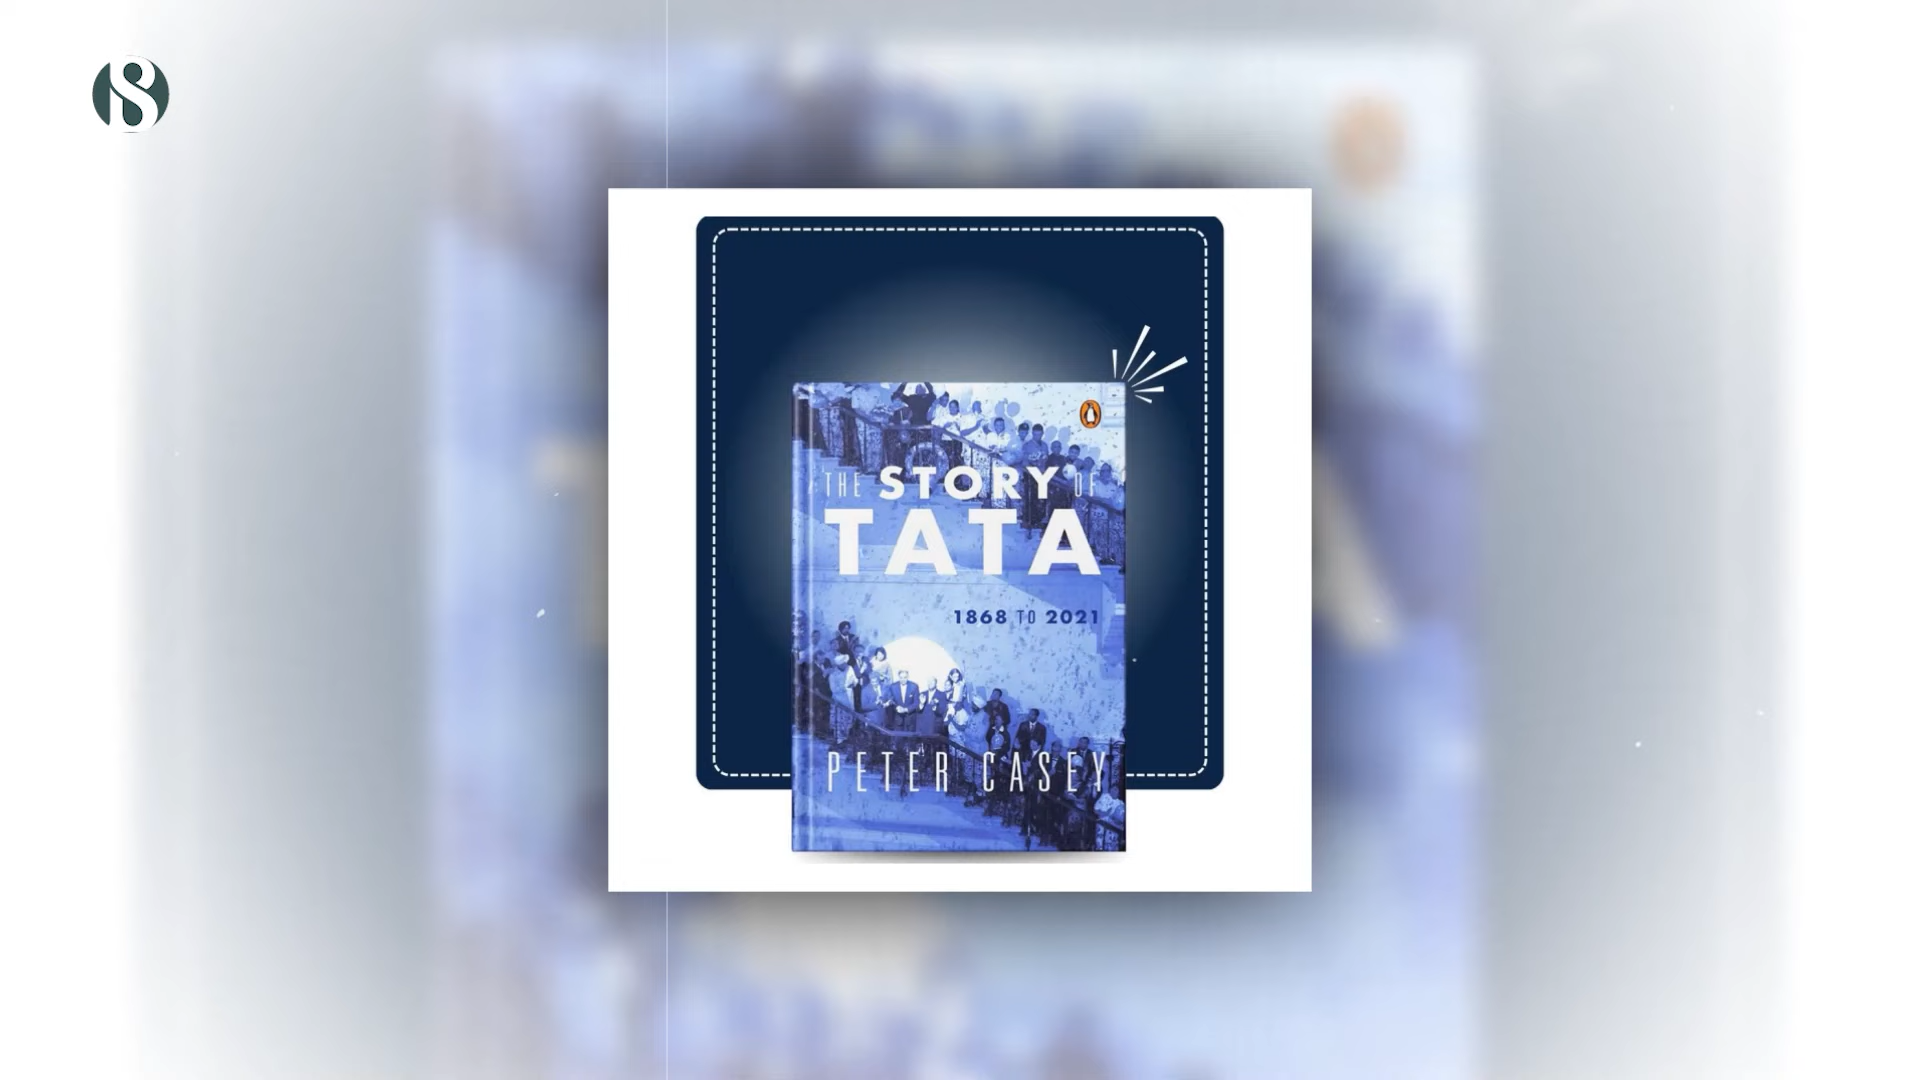 THE STORY OF
TATA
1868 TO 2021
PETER CASEY